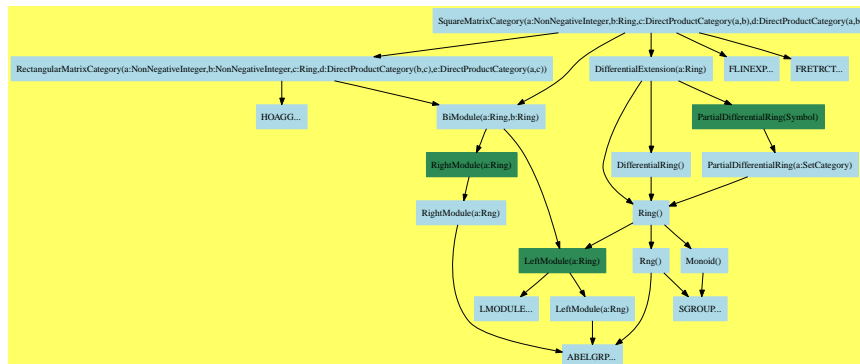 SquareMatrixCategory(a:NonNegativeInteger,b:Ring,c:DirectProductCategory(a,b),d:DirectProductCategory(a,b
RectangularMatrixCategory(a:NonNegativeInteger,b:NonNegativeInteger,c:Ring,d:DirectProductCategory(b,c),e:DirectProductCategory(a,c))
DifferentialExtension(a:Ring)
FLINEXP...
FRETRCT...
HOAGG...
BiModule(a:Ring,b:Ring)
PartialDifferentialRing(Symbol)
RightModule(a:Ring)
DifferentialRing()
PartialDifferentialRing(a:SetCategory)
RightModule(a:Rng)
Ring()
LeftModule(a:Ring)
Rng()
Monoid()
LMODULE...
LeftModule(a:Rng)
SGROUP...
ABELGRP...